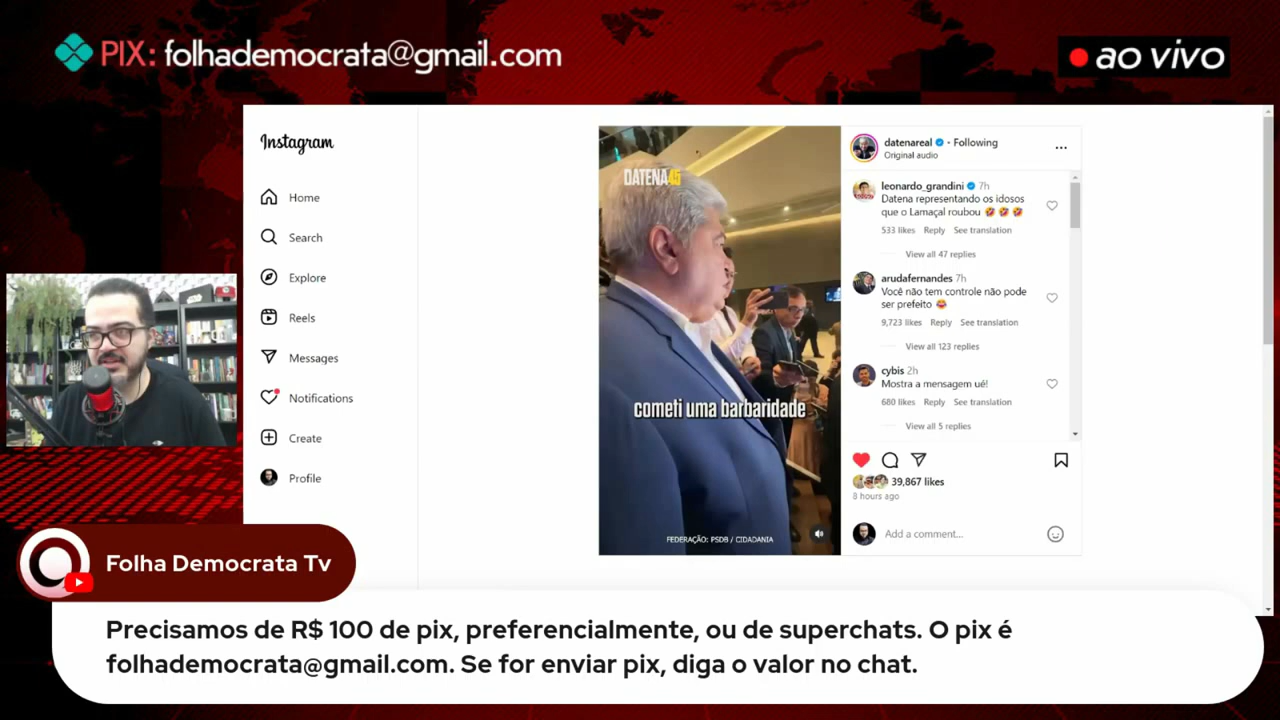 PIX: folhademocrata@gmail.com
ao vivo
Instagram
Home
Search
Explore
Reels
Messages
Notifications
Create
Profile
DATENA45
cometi uma barbaridade
FEDERAÇÃO: PSDB / CIDADANIA
datenareal • Following
Original audio
leonardo_grandini 7h
Datena representando os idosos
que o Lamaçal roubou 🤣 🤣 🤣
533 likes Reply See translation
View all 47 replies
arudafernandes 7h
Você não tem controle não pode
ser prefeito 😂
9,723 likes Reply See translation
View all 123 replies
cybis 2h
Mostra a mensagem ué!
680 likes Reply See translation
View all 5 replies
39,867 likes
8 hours ago
Add a comment...
Folha Democrata Tv
Precisamos de R$ 100 de pix, preferencialmente, ou de superchats. O pix é
folhademocrata@gmail.com. Se for enviar pix, diga o valor no chat.